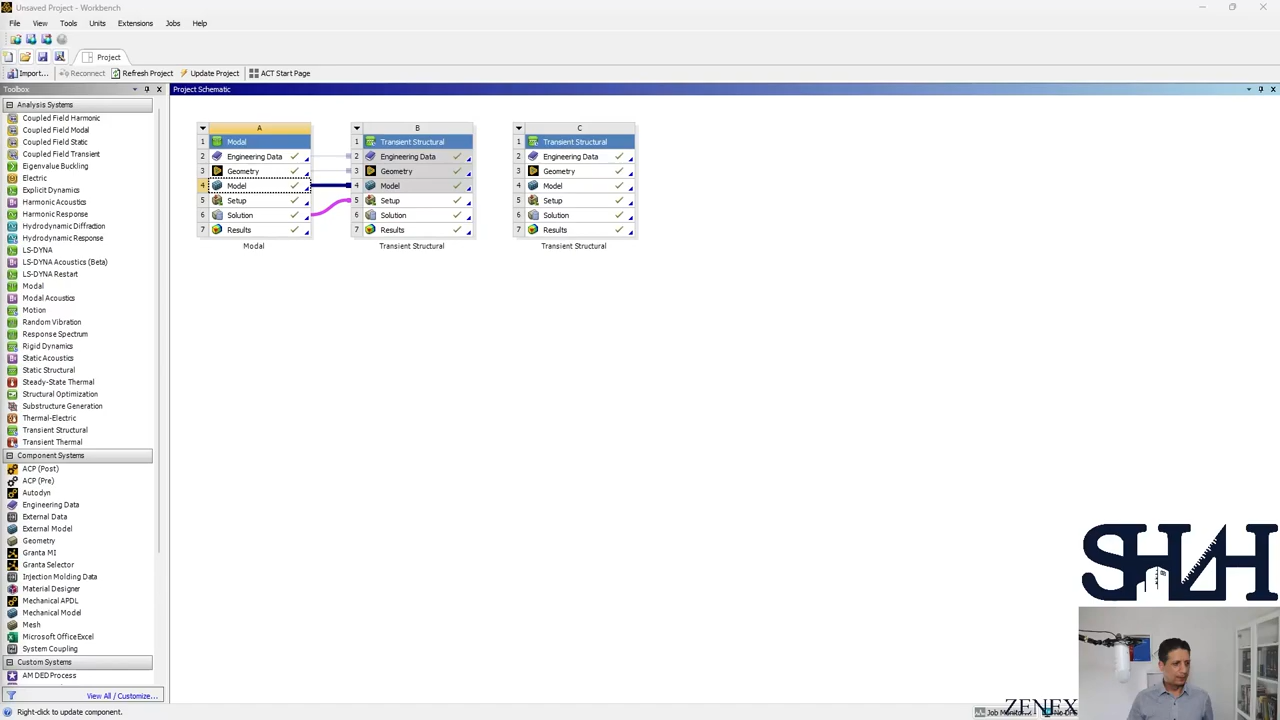 Unsaved Project - Workbench
File View Tools Units Extensions Jobs Help
Project
Import... Reconnect Refresh Project Update Project ACT Start Page
Toolbox
Project Schematic
Analysis Systems
Coupled Field Harmonic
Coupled Field Modal
Coupled Field Static
Coupled Field Transient
Eigenvalue Buckling
Electric
Explicit Dynamics
Harmonic Acoustics
Harmonic Response
Hydrodynamic Diffraction
Hydrodynamic Response
LS-DYNA
LS-DYNA Acoustics (Beta)
LS-DYNA Restart
Modal
Modal Acoustics
Motion
Random Vibration
Response Spectrum
Rigid Dynamics
Static Acoustics
Static Structural
Steady-State Thermal
Structural Optimization
Substructure Generation
Thermal-Electric
Transient Structural
Transient Thermal
Component Systems
ACP (Post)
ACP (Pre)
Autodyn
Engineering Data
External Data
External Model
Geometry
Granta MI
Granta Selector
Injection Molding Data
Material Designer
Mechanical APDL
Mechanical Model
Mesh
Microsoft Office Excel
System Coupling
Custom Systems
AM DED Process
View All / Customize...
Right-click to update component.
A
1 Modal
2 Engineering Data
3 Geometry
4 Model
5 Setup
6 Solution
7 Results
Modal
B
1 Transient Structural
2 Engineering Data
3 Geometry
4 Model
5 Setup
6 Solution
7 Results
Transient Structural
C
1 Transient Structural
2 Engineering Data
3 Geometry
4 Model
5 Setup
6 Solution
7 Results
Transient Structural
ZENEX
Job Monitor...